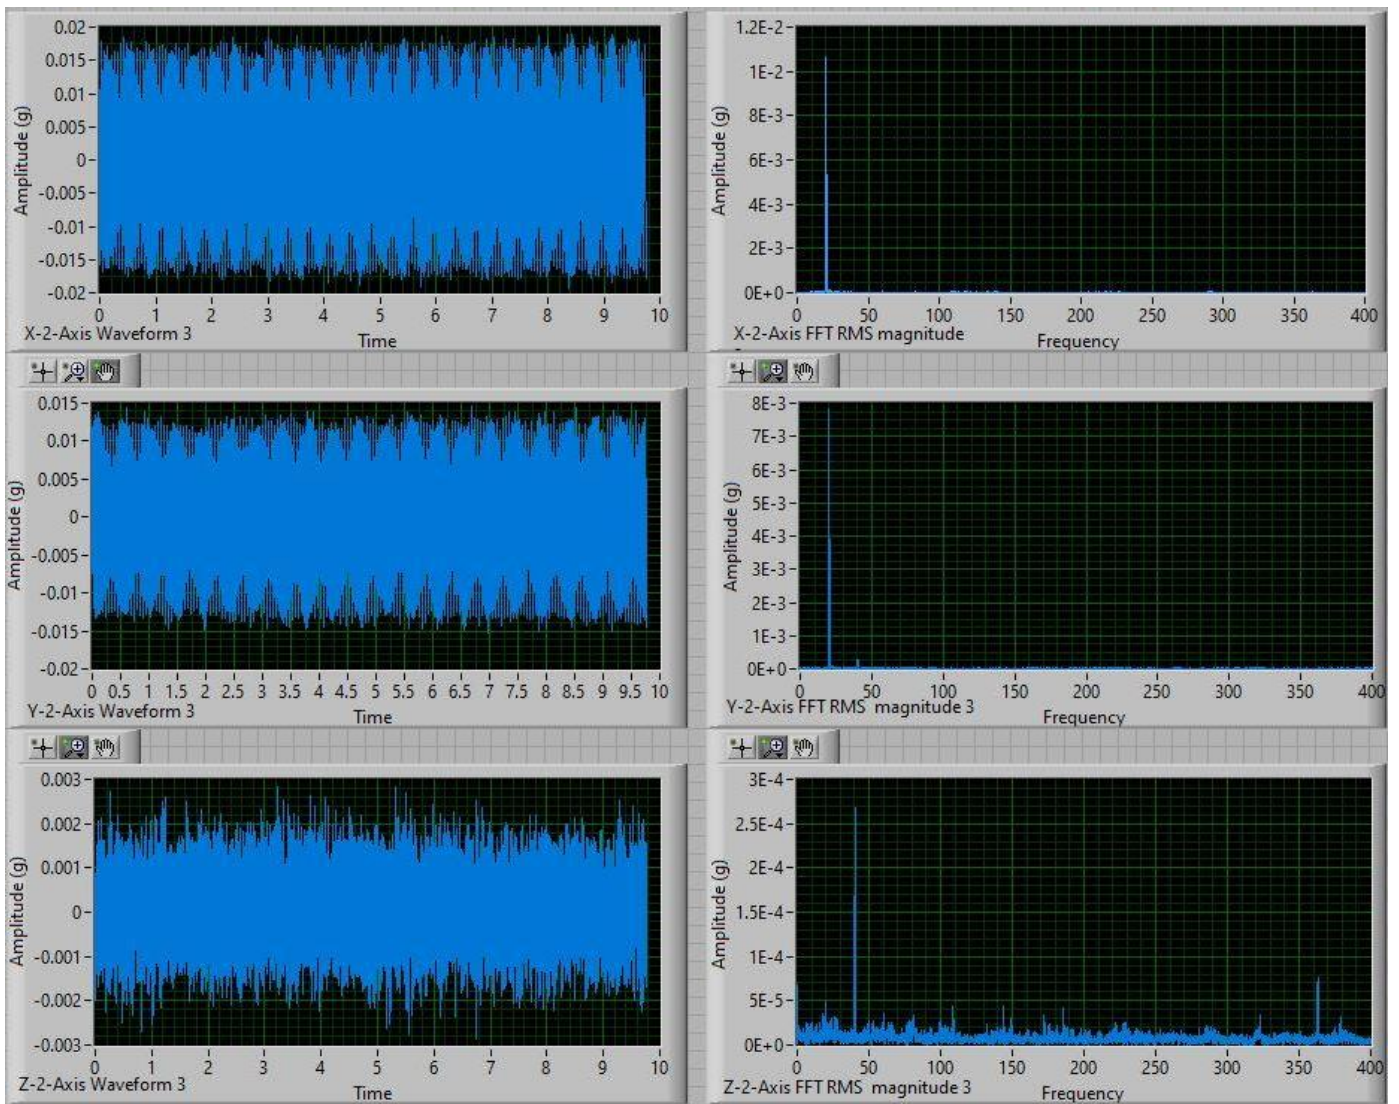 0.02
0.015
0.01
0.005
0
-0.005
-0.01
-0.015
-0.02
Amplitude (g)
0 1 2 3 4 5 6 7 8 9 10
X-2-Axis Waveform 3
Time
1.2E-2
1E-2
8E-3
6E-3
4E-3
2E-3
0E+0
Amplitude (g)
0 50 100 150 200 250 300 350 400
X-2-Axis FFT RMS magnitude
Frequency
0.015
0.01
0.005
0
-0.005
-0.01
-0.015
-0.02
Amplitude (g)
0 0.5 1 1.5 2 2.5 3 3.5 4 4.5 5 5.5 6 6.5 7 7.5 8 8.5 9 9.5 10
Y-2-Axis Waveform 3
Time
8E-3
7E-3
6E-3
5E-3
4E-3
3E-3
2E-3
1E-3
0E+0
Amplitude (g)
0 50 100 150 200 250 300 350 400
Y-2-Axis FFT RMS magnitude 3
Frequency
0.003
0.002
0.001
0
-0.001
-0.002
-0.003
Amplitude (g)
0 1 2 3 4 5 6 7 8 9 10
Z-2-Axis Waveform 3
Time
3E-4
2.5E-4
2E-4
1.5E-4
1E-4
5E-5
0E+0
Amplitude (g)
0 50 100 150 200 250 300 350 400
Z-2-Axis FFT RMS magnitude 3
Frequency